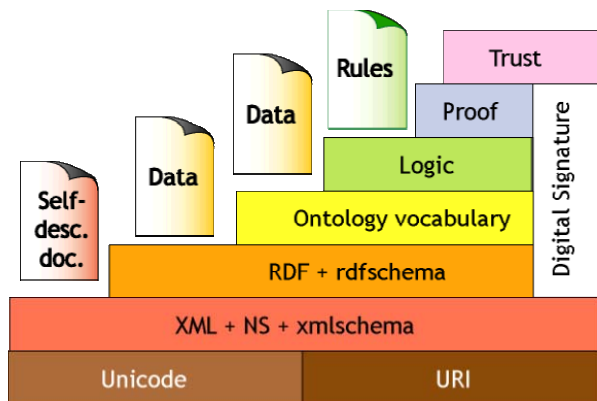 Trust
Rules
Proof
Data
Logic
Data
Digital Signature
Self-
desc.
doc.
Ontology vocabulary
RDF + rdfschema
XML + NS + xmlschema
Unicode
URI